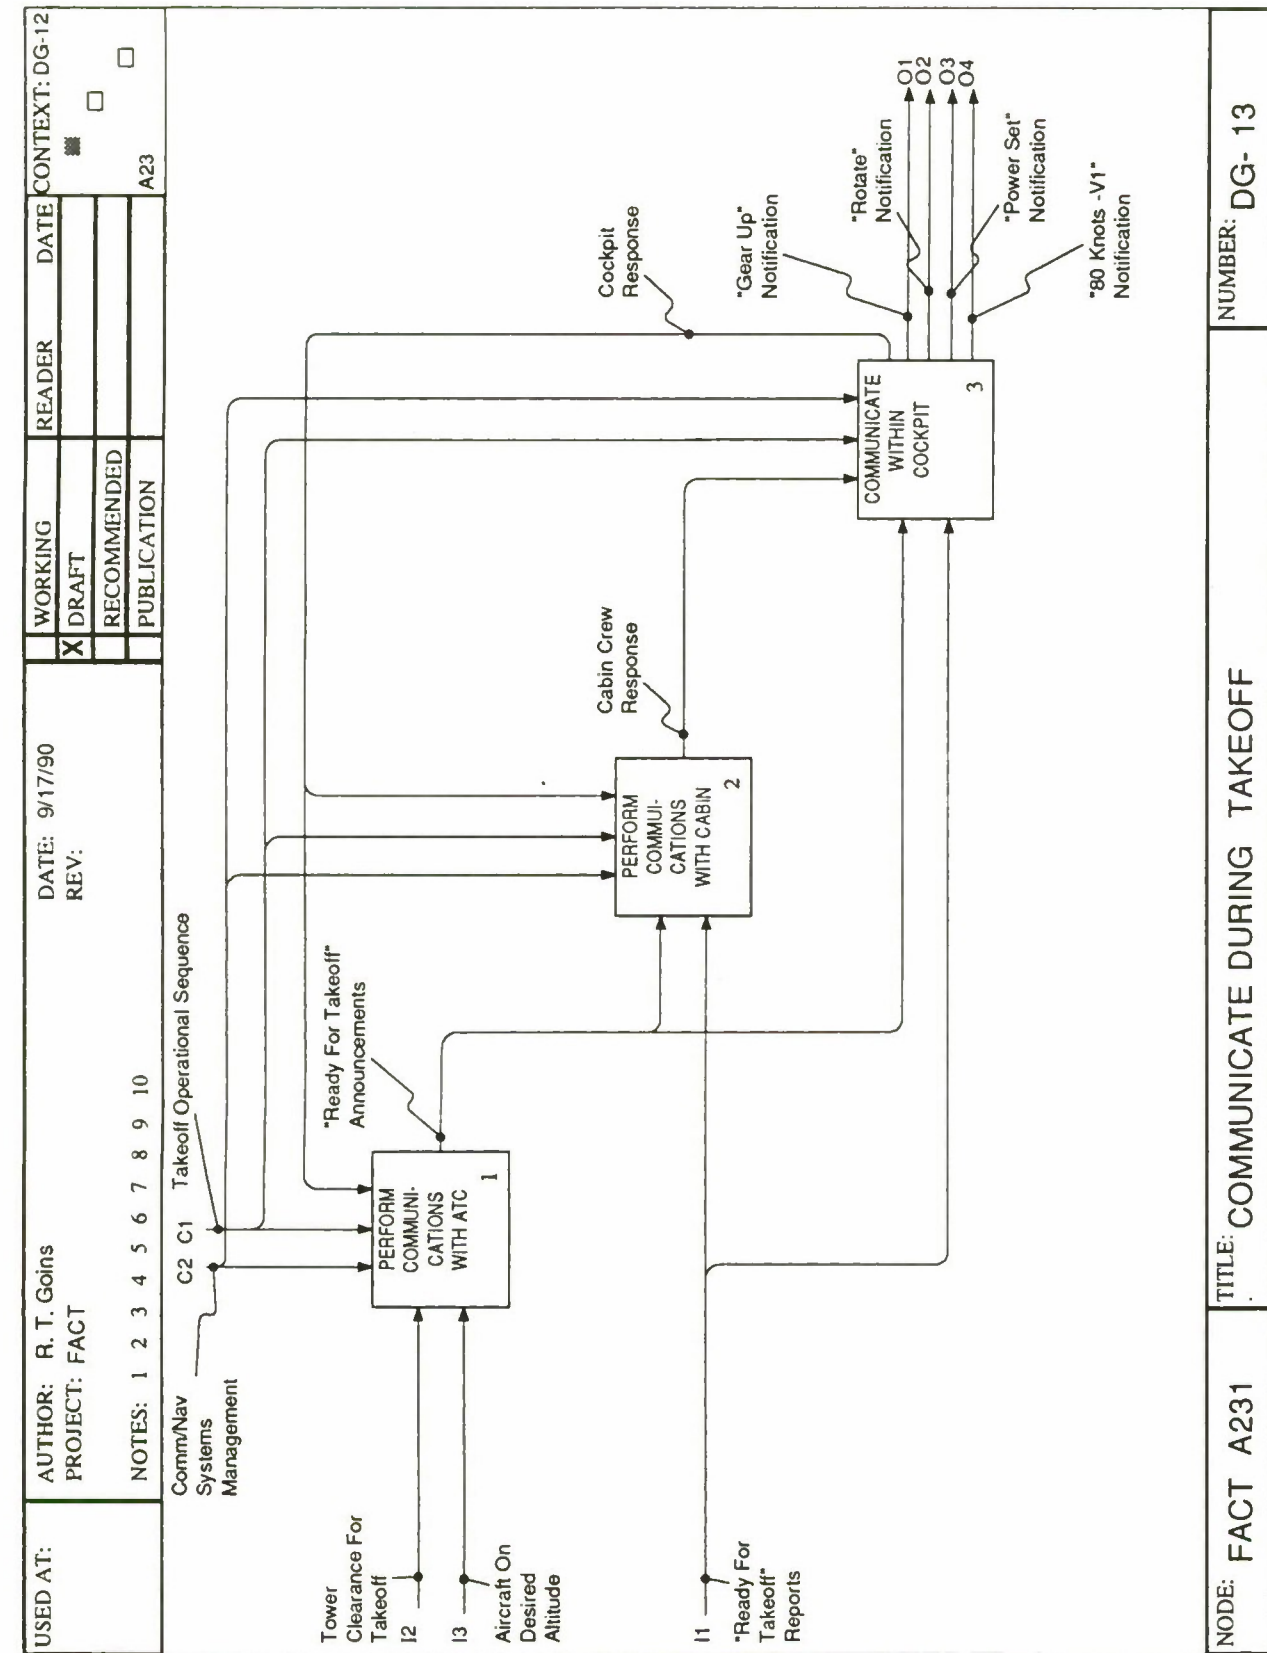 USED AT:
AUTHOR: R. T. Goins
PROJECT: FACT
DATE: 9/17/90
REV:
NOTES: 1 2 3 4 5 6 7 8 9 10
WORKING
X DRAFT
RECOMMENDED
PUBLICATION
READER DATE
CONTEXT: DG-12
A23
Comm/Nav
Systems
Management
C2 C1
Takeoff Operational Sequence
Tower
Clearance For
Takeoff
I2
I3
Aircraft On
Desired
Altitude
PERFORM
COMMUNI-
CATIONS
WITH ATC
1
"Ready For Takeoff"
Announcements
I1
"Ready For
Takeoff"
Reports
PERFORM
COMMUI-
CATIONS
WITH CABIN
2
Cabin Crew
Response
COMMUNICATE
WITHIN
COCKPIT
3
Cockpit
Response
"Gear Up"
Notification
"Rotate"
Notification
"Power Set"
Notification
"80 Knots -V1"
Notification
O1
O2
O3
O4
NODE: FACT A231
TITLE: COMMUNICATE DURING TAKEOFF
NUMBER: DG- 13